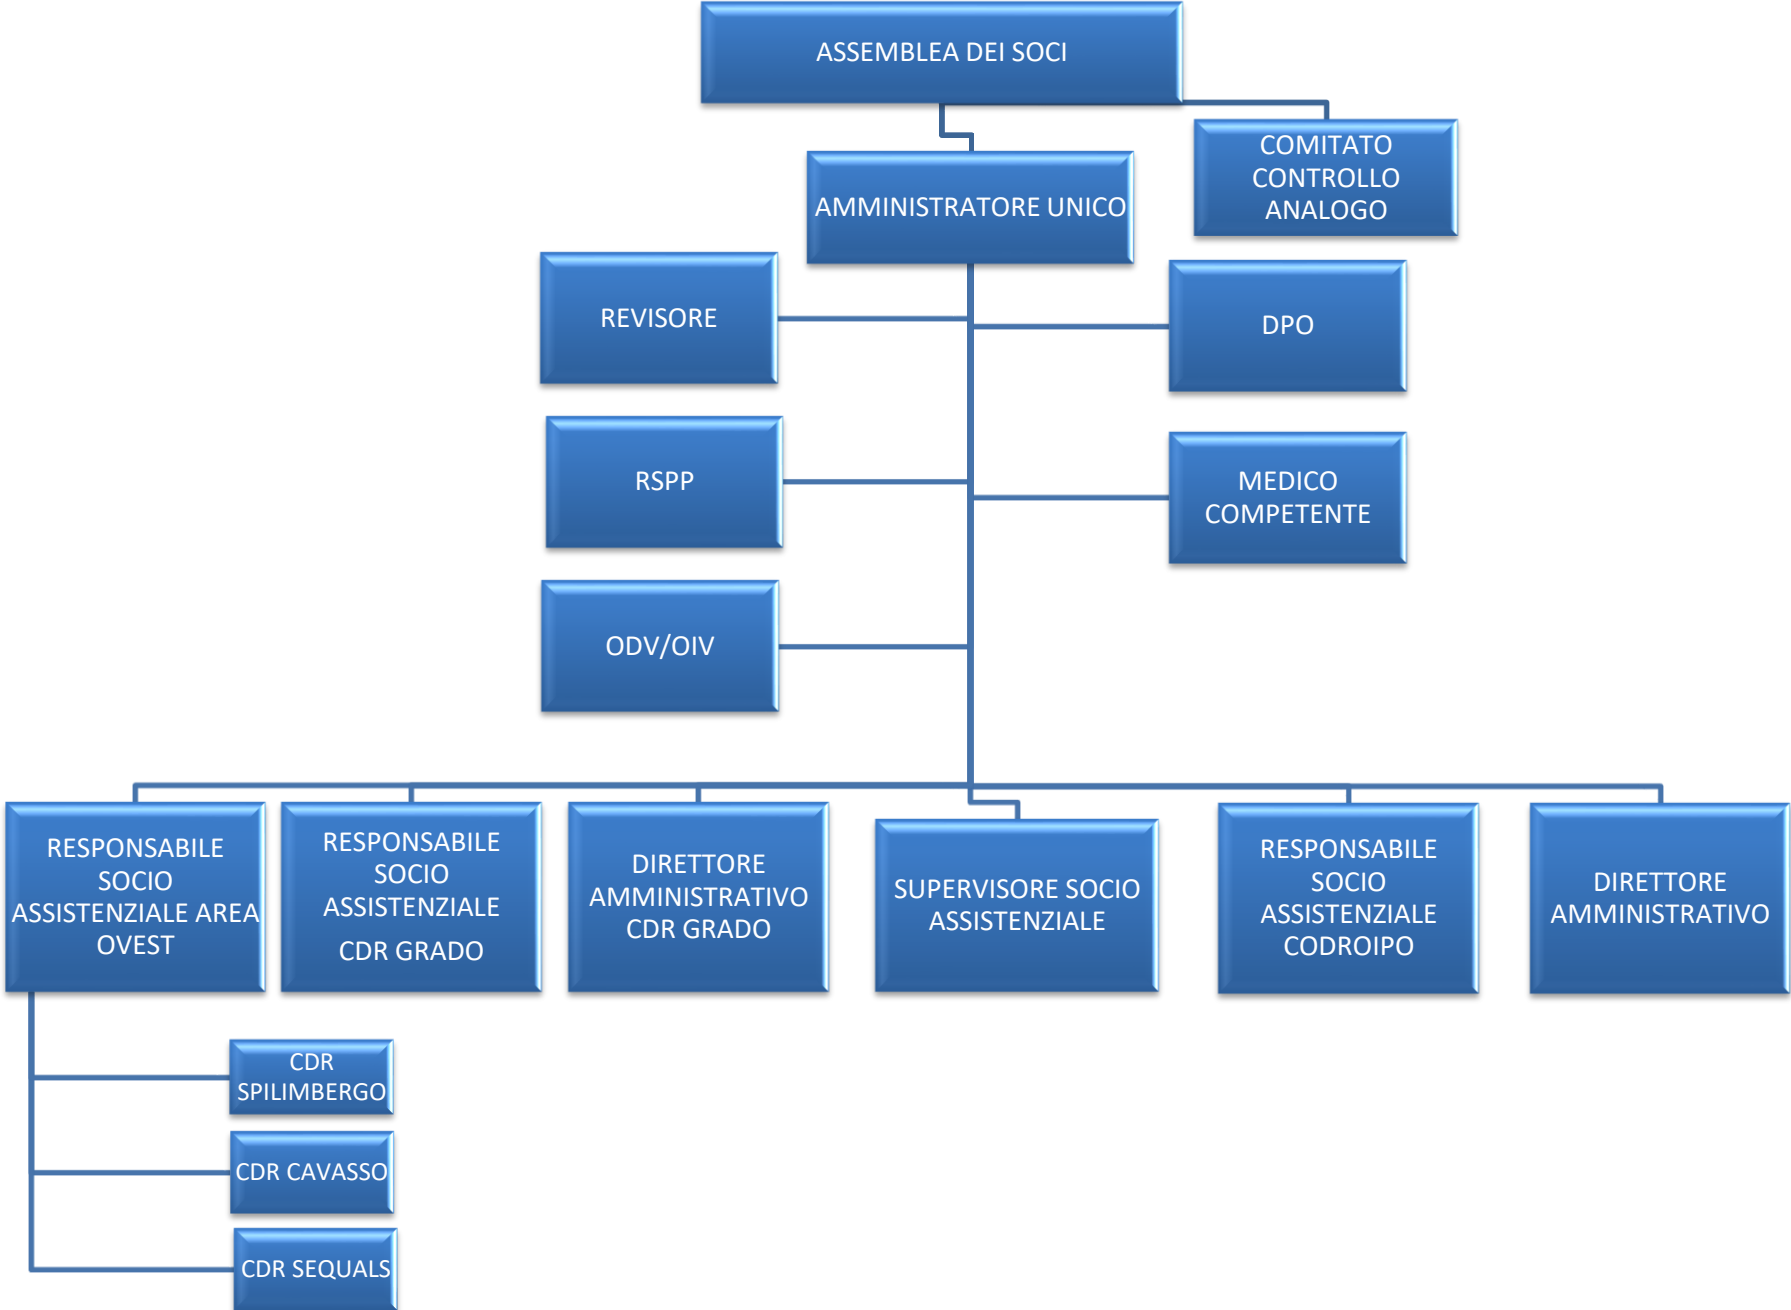 ASSEMBLEA DEI SOCI
COMITATO
CONTROLLO
ANALOGO
AMMINISTRATORE UNICO
REVISORE
DPO
RSPP
MEDICO
COMPETENTE
ODV/OIV
RESPONSABILE
SOCIO
ASSISTENZIALE AREA
OVEST
RESPONSABILE
SOCIO
ASSISTENZIALE
CDR GRADO
DIRETTORE
AMMINISTRATIVO
CDR GRADO
SUPERVISORE SOCIO
ASSISTENZIALE
RESPONSABILE
SOCIO
ASSISTENZIALE
CODROIPO
DIRETTORE
AMMINISTRATIVO
CDR
SPILIMBERGO
CDR CAVASSO
CDR SEQUALS